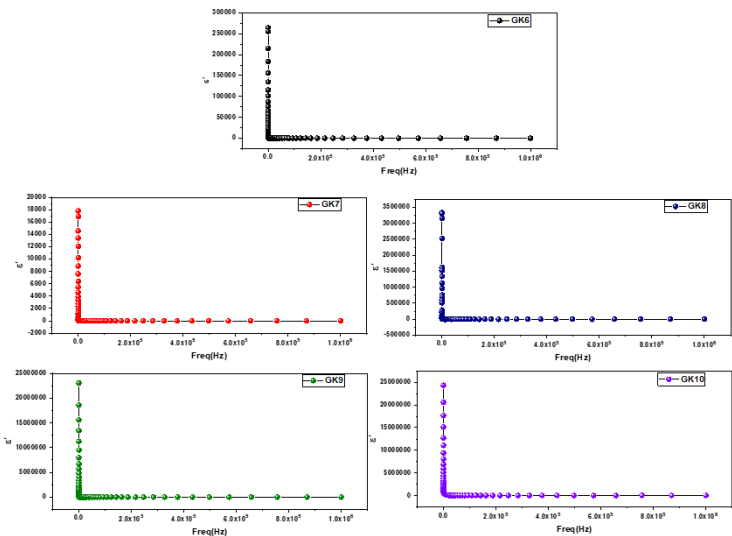 GK6
300000
250000
200000
150000
100000
50000
0
ε'
0.0 2.0x10⁵ 4.0x10⁵ 6.0x10⁵ 8.0x10⁵ 1.0x10⁶
Freq(Hz)
GK7
20000
18000
16000
14000
12000
10000
8000
6000
4000
2000
0
-2000
ε'
0.0 2.0x10⁵ 4.0x10⁵ 6.0x10⁵ 8.0x10⁵ 1.0x10⁶
Freq(Hz)
GK8
3500000
3000000
2500000
2000000
1500000
1000000
500000
0
-500000
ε'
0.0 2.0x10⁵ 4.0x10⁵ 6.0x10⁵ 8.0x10⁵ 1.0x10⁶
Freq(Hz)
GK9
25000000
20000000
15000000
10000000
5000000
0
ε'
0.0 2.0x10⁵ 4.0x10⁵ 6.0x10⁵ 8.0x10⁵ 1.0x10⁶
Freq(Hz)
GK10
25000000
20000000
15000000
10000000
5000000
0
ε'
0.0 2.0x10⁵ 4.0x10⁵ 6.0x10⁵ 8.0x10⁵ 1.0x10⁶
Freq(Hz)